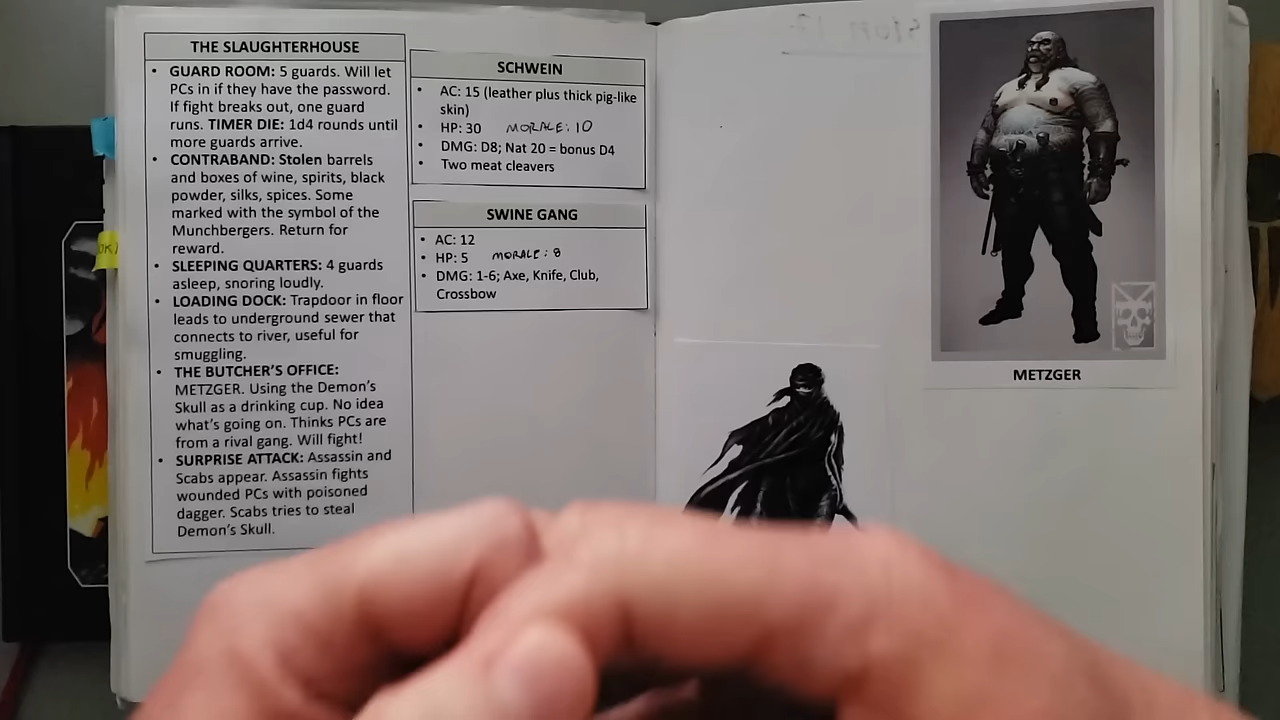 THE SLAUGHTERHOUSE
• GUARD ROOM: 5 guards. Will let
PCs in if they have the password.
If fight breaks out, one guard
runs. TIMER DIE: 1d4 rounds until
more guards arrive.
• CONTRABAND: Stolen barrels
and boxes of wine, spirits, black
powder, silks, spices. Some
marked with the symbol of the
Munchbergers. Return for
reward.
• SLEEPING QUARTERS: 4 guards
asleep, snoring loudly.
• LOADING DOCK: Trapdoor in floor
leads to underground sewer that
connects to river, useful for
smuggling.
• THE BUTCHER'S OFFICE:
METZGER. Using the Demon's
Skull as a drinking cup. No idea
what's going on. Thinks PCs are
from a rival gang. Will fight!
• SURPRISE ATTACK: Assassin and
Scabs appear. Assassin fights
wounded PCs with poisoned
dagger. Scabs tries to steal
Demon's Skull.
SCHWEIN
• AC: 15 (leather plus thick pig-like
skin)
• HP: 30 MORALE: 10
• DMG: D8; Nat 20 = bonus D4
• Two meat cleavers
SWINE GANG
• AC: 12
• HP: 5 MORALE: 8
• DMG: 1-6; Axe, Knife, Club,
Crossbow
METZGER